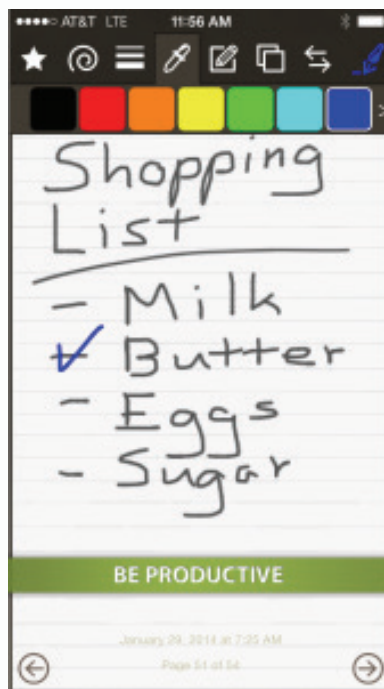 AT&T LTE 11:56 AM
Shopping
List
- Milk
- Butter
- Eggs
- Sugar
BE PRODUCTIVE
January 29, 2014 at 7:25 AM
Page 51 of 54